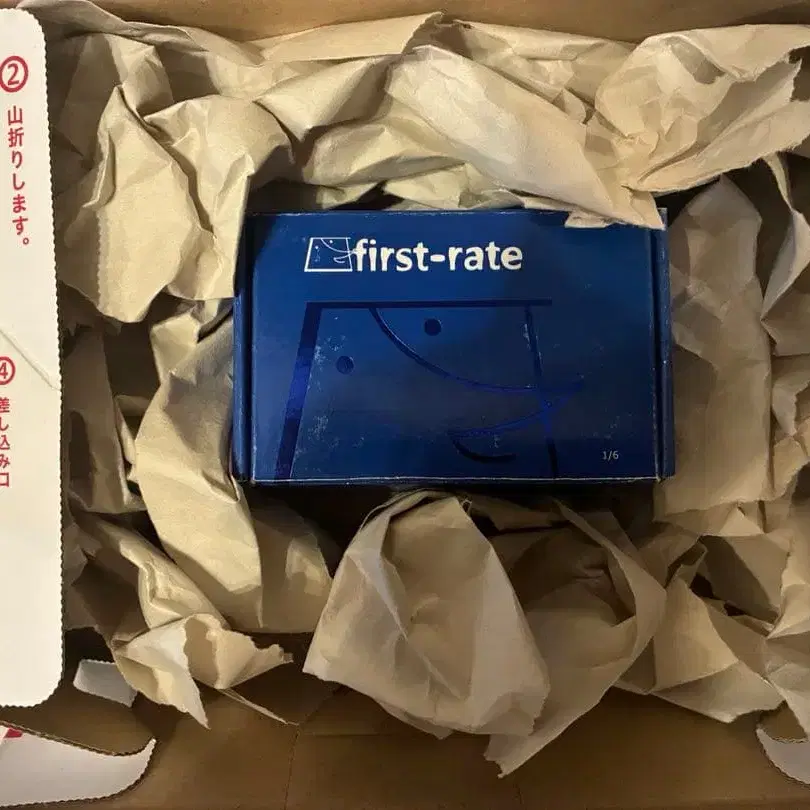 ②
山折りします。
④
差し込み口
first-rate
1/6